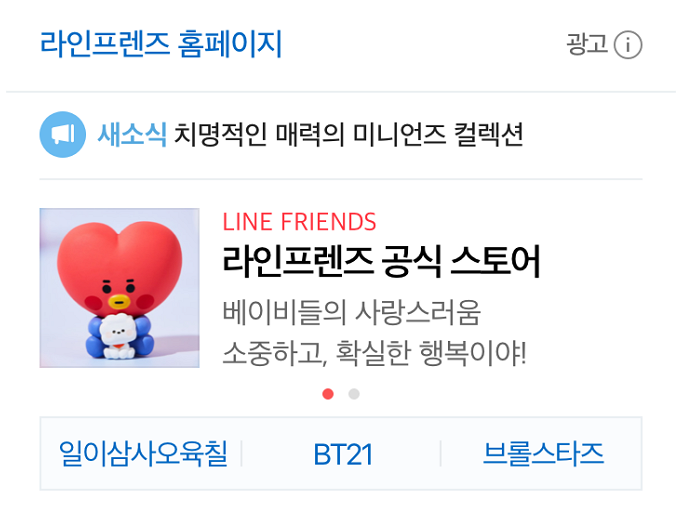 라인프렌즈 홈페이지
광고
새소식 치명적인 매력의 미니언즈 컬렉션
LINE FRIENDS
라인프렌즈 공식 스토어
베이비들의 사랑스러움
소중하고, 확실한 행복이야!
일이삼사오육칠
BT21
브롤스타즈